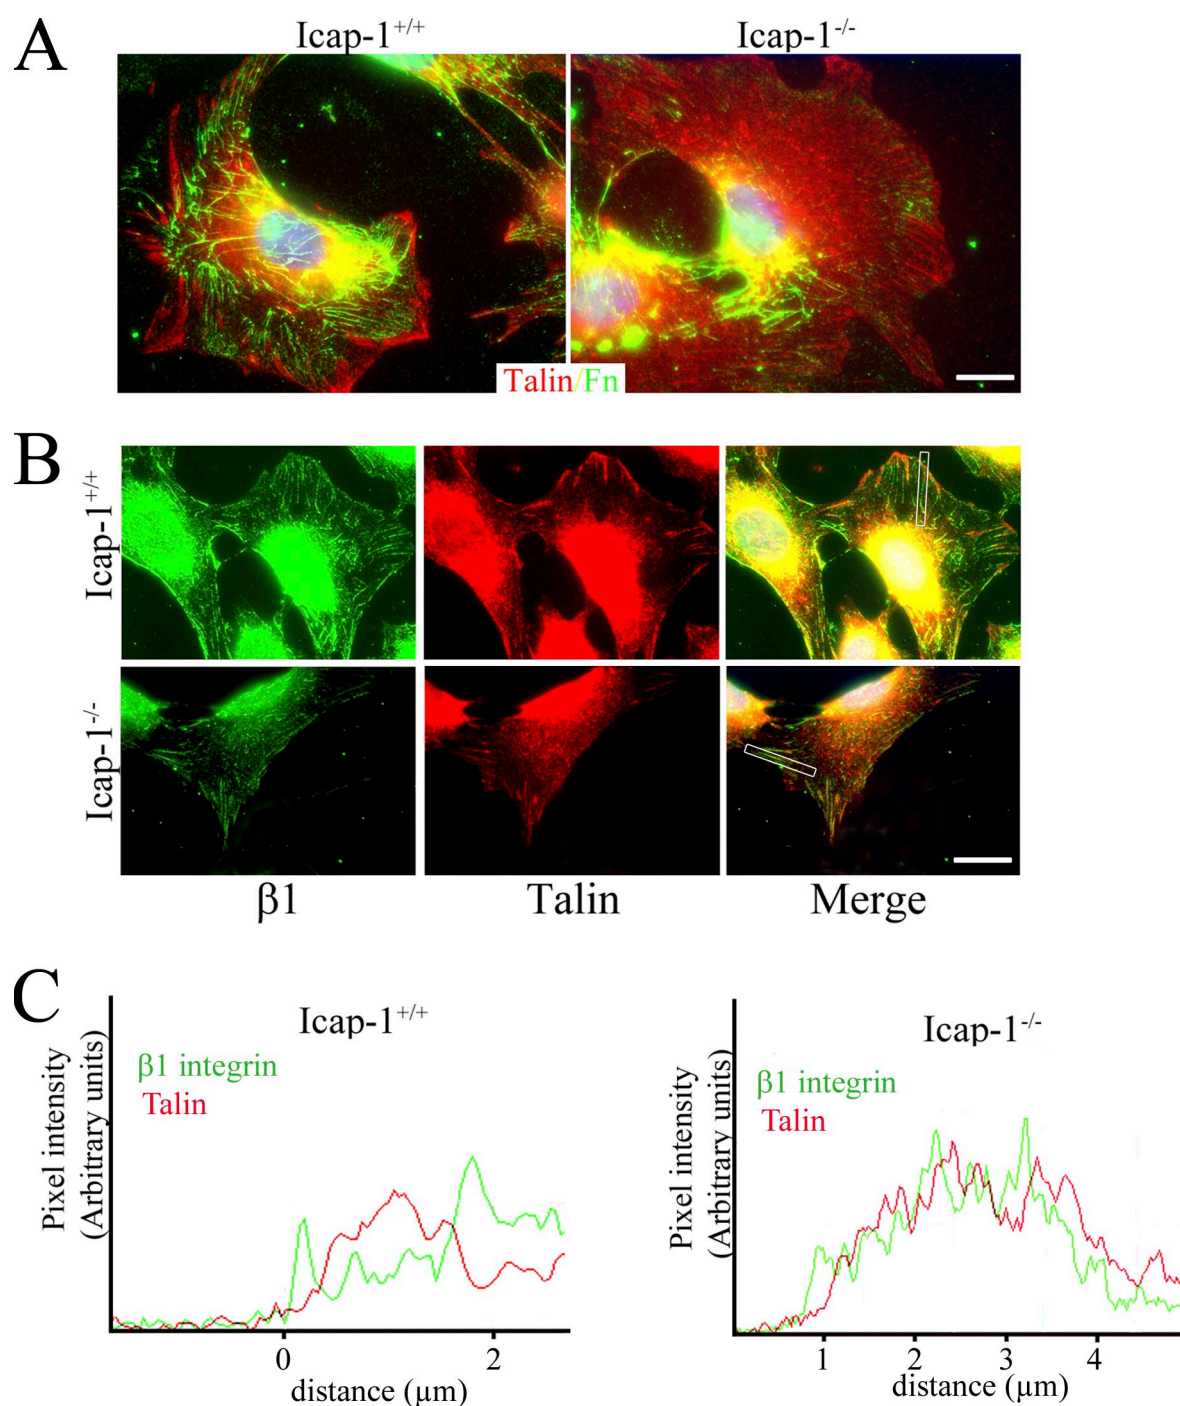 A
Icap-1+/+
Icap-1-/-
Talin/Fn
B
Icap-1+/+
Icap-1-/-
β1
Talin
Merge
C
Icap-1+/+
β1 integrin
Talin
Pixel intensity
(Arbitrary units)
0
2
distance (µm)
Icap-1-/-
β1 integrin
Talin
Pixel intensity
(Arbitrary units)
1
2
3
4
distance (µm)